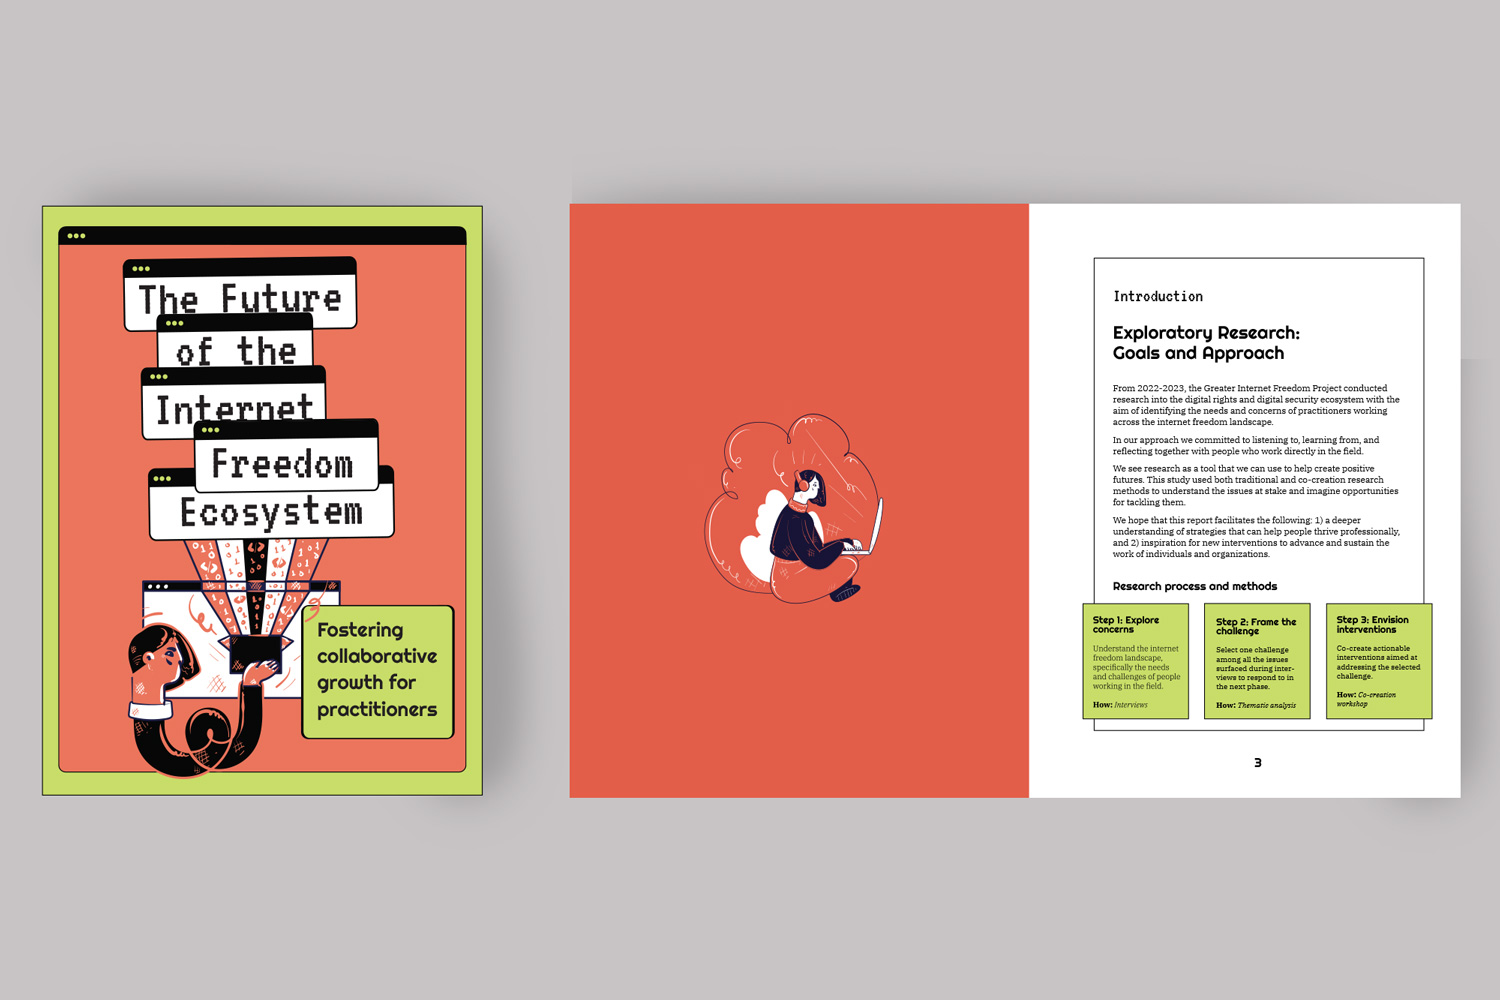 The Future
of the
Internet
Freedom
Ecosystem
Fostering
collaborative
growth for
practitioners
Introduction
Exploratory Research:
Goals and Approach
From 2022-2023, the Greater Internet Freedom Project conducted
research into the digital rights and digital security ecosystem with the
aim of identifying the needs and concerns of practitioners working
across the internet freedom landscape.
In our approach we committed to listening to, learning from, and
reflecting together with people who work directly in the field.
We see research as a tool that we can use to help create positive
futures. This study used both traditional and co-creation research
methods to understand the issues at stake and imagine opportunities
for tackling them.
We hope that this report facilitates the following: 1) a deeper
understanding of strategies that can help people thrive professionally,
and 2) inspiration for new interventions to advance and sustain the
work of individuals and organizations.
Research process and methods
Step 1: Explore
concerns
Understand the internet
freedom landscape,
specifically the needs
and challenges of people
working in the field.
How: Interviews
Step 2: Frame the
challenge
Select one challenge
among all the issues
surfaced during inter-
views to respond to in
the next phase.
How: Thematic analysis
Step 3: Envision
interventions
Co-create actionable
interventions aimed at
addressing the selected
challenge.
How: Co-creation
workshop
3